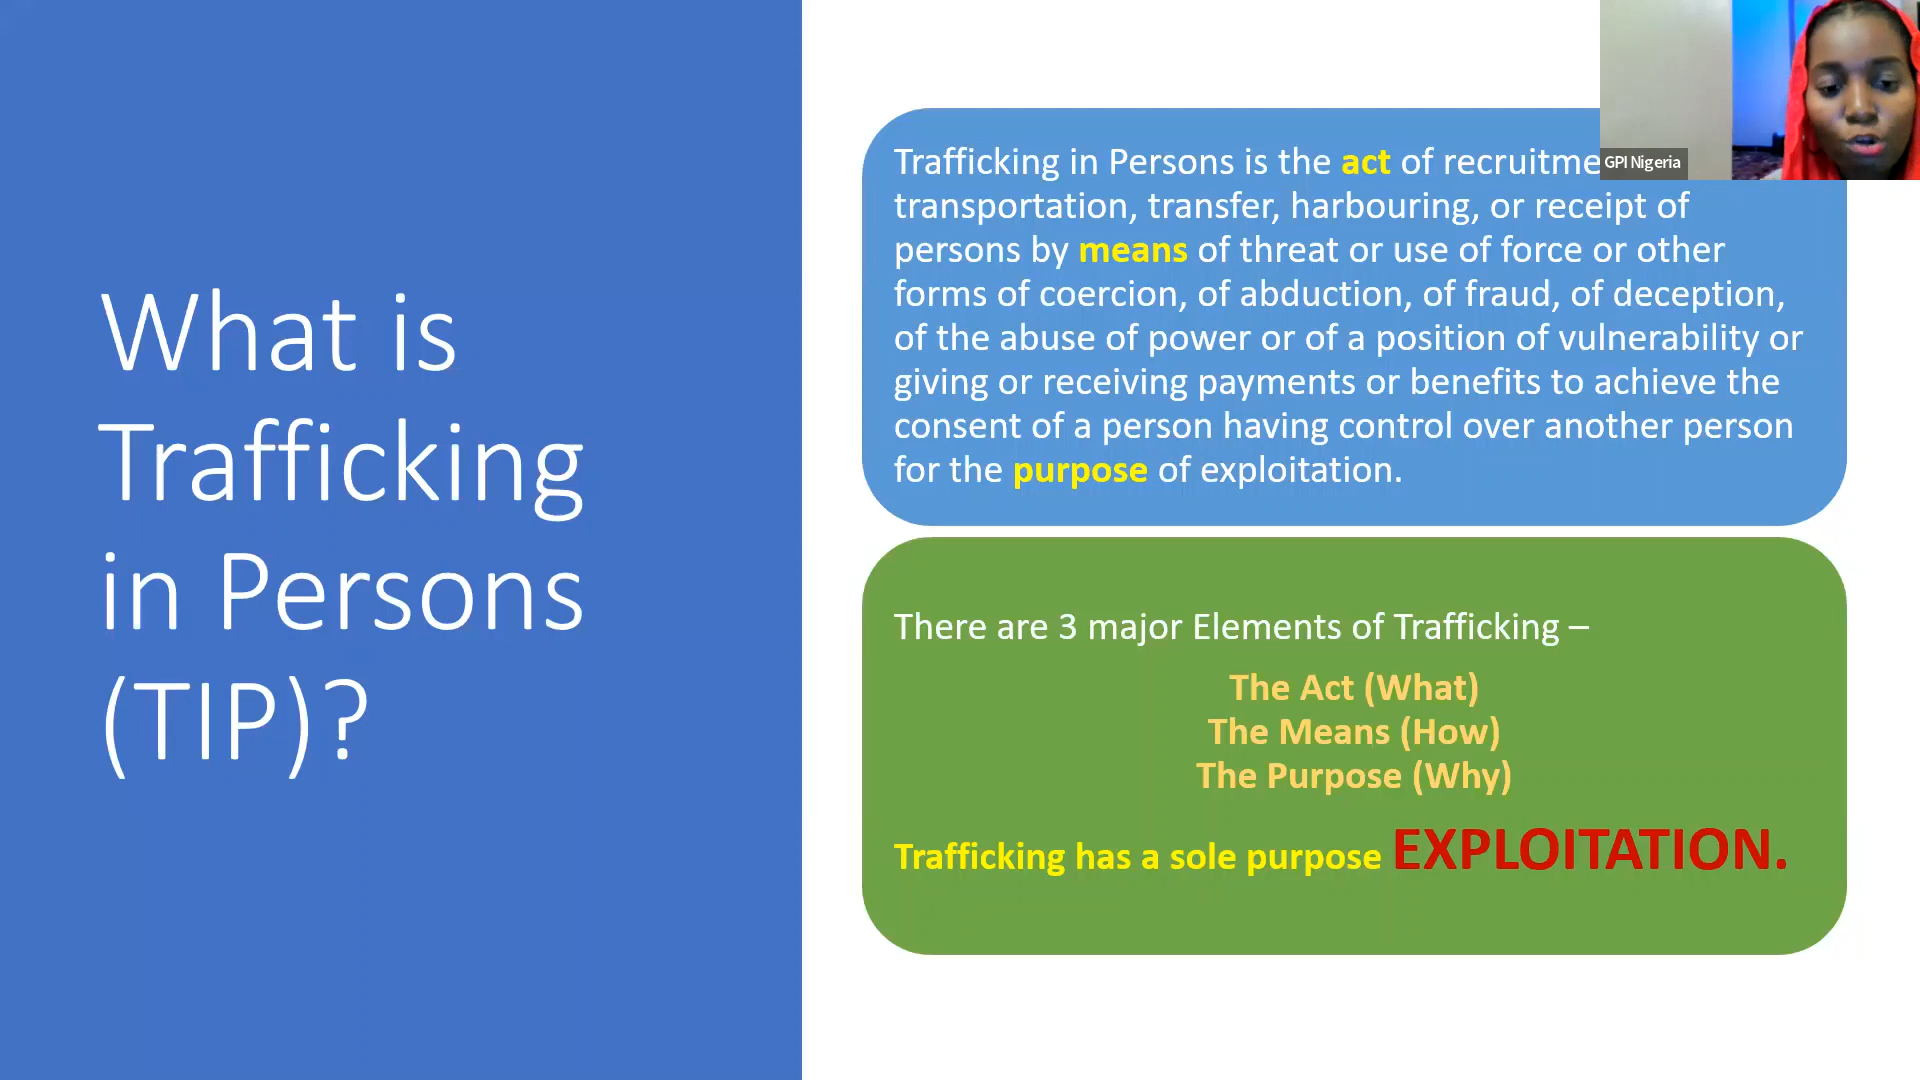 What is
Trafficking
in Persons
(TIP)?
Trafficking in Persons is the act of
transportation, transfer, harbouring, or receipt of
persons by means of threat or use of force or other
forms of coercion, of abduction, of fraud, of deception,
of the abuse of power or of a position of vulnerability or
giving or receiving payments or benefits to achieve the
consent of a person having control over another person
for the purpose of exploitation.
There are 3 major Elements of Trafficking –
The Act (What)
The Means (How)
The Purpose (Why)
Trafficking has a sole purpose EXPLOITATION.
GPI Nigeria